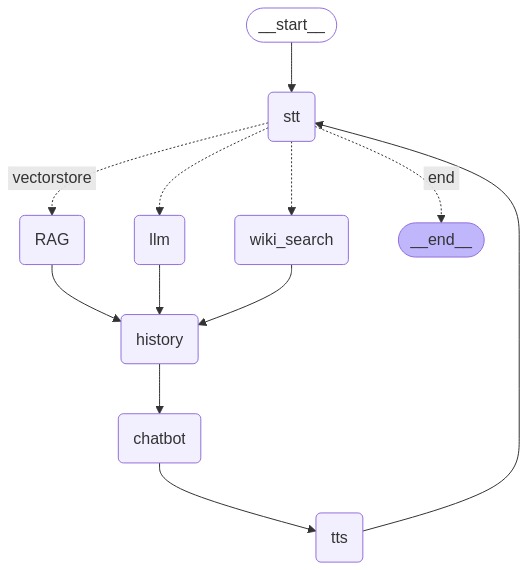 __start__
stt
vectorstore
end
RAG
llm
wiki_search
__end__
history
chatbot
tts